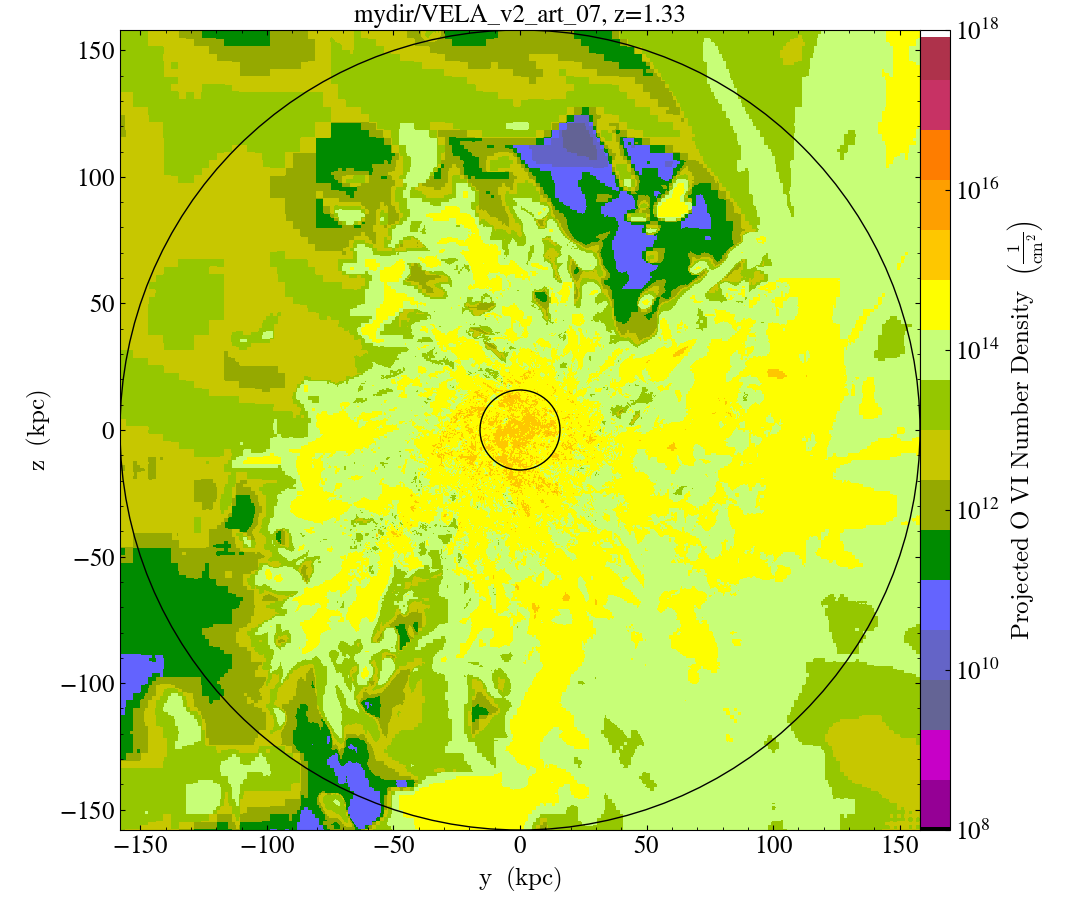 mydir/VELA_v2_art_07, z=1.33
150
100
50
0
−50
−100
−150
z (kpc)
−150 −100 −50 0 50 100 150
y (kpc)
10^18
10^16
10^14
10^12
10^10
10^8
Projected O VI Number Density (1/cm^2)